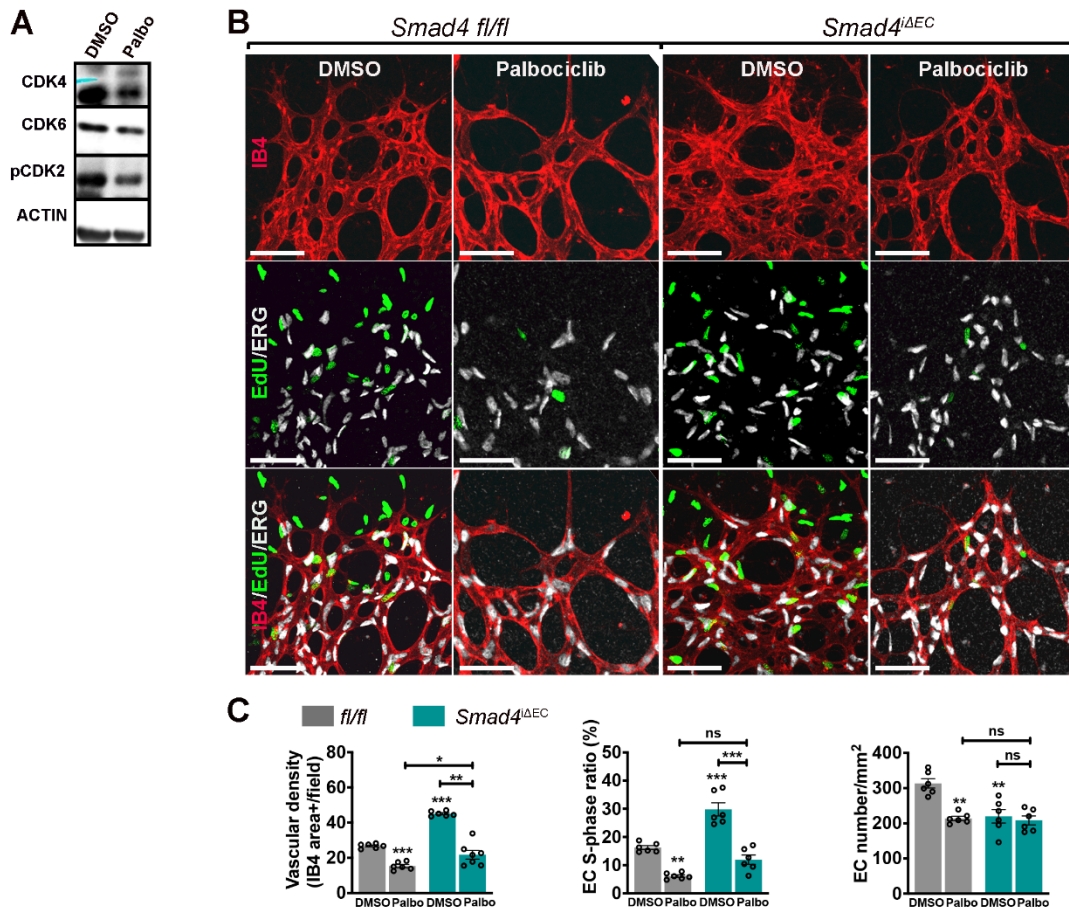 A
DMSO
Palbo
CDK4
CDK6
pCDK2
ACTIN
B
Smad4 fl/fl
Smad4iΔEC
DMSO
Palbociclib
DMSO
Palbociclib
IB4
EdU/ERG
IB4/EdU/ERG
C
fl/fl
Smad4iΔEC
Vascular density
(IB4 area+/field)
80
60
40
20
0
***
***
**
*
DMSO Palbo DMSO Palbo
EC S-phase ratio (%)
50
40
30
20
10
0
**
***
***
ns
DMSO Palbo DMSO Palbo
EC number/mm²
400
300
200
100
0
**
**
ns
ns
DMSO Palbo DMSO Palbo